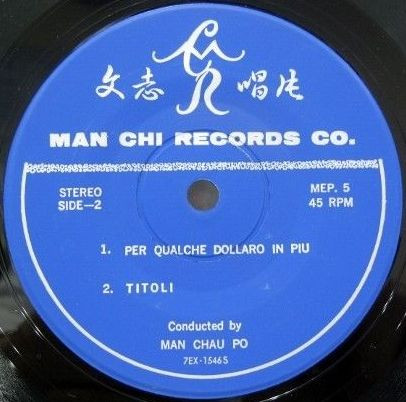 文志唱片
MAN CHI RECORDS CO.
STEREO
SIDE—2
MEP. 5
45 RPM
1. PER QUALCHE DOLLARO IN PIU
2. TITOLI
Conducted by
MAN CHAU PO
7EX-1546S